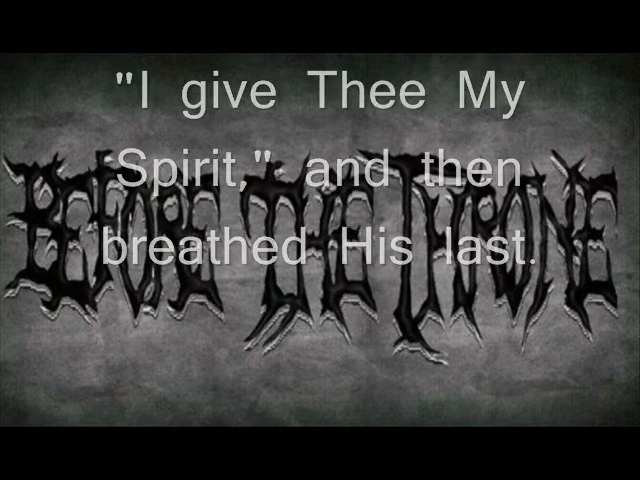 "I give Thee My
Spirit," and then
breathed His last.
BEFORE THE THRONE